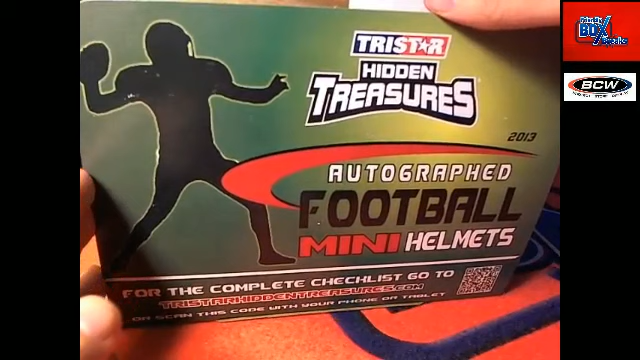 TRISTAR
HIDDEN
TREASURES
2013
AUTOGRAPHED
FOOTBALL
MINI HELMETS
FOR THE COMPLETE CHECKLIST GO TO
TRISTARHIDDENTREASURES.COM
OR SCAN THIS CODE WITH YOUR PHONE OR TABLET
BOX
BCW